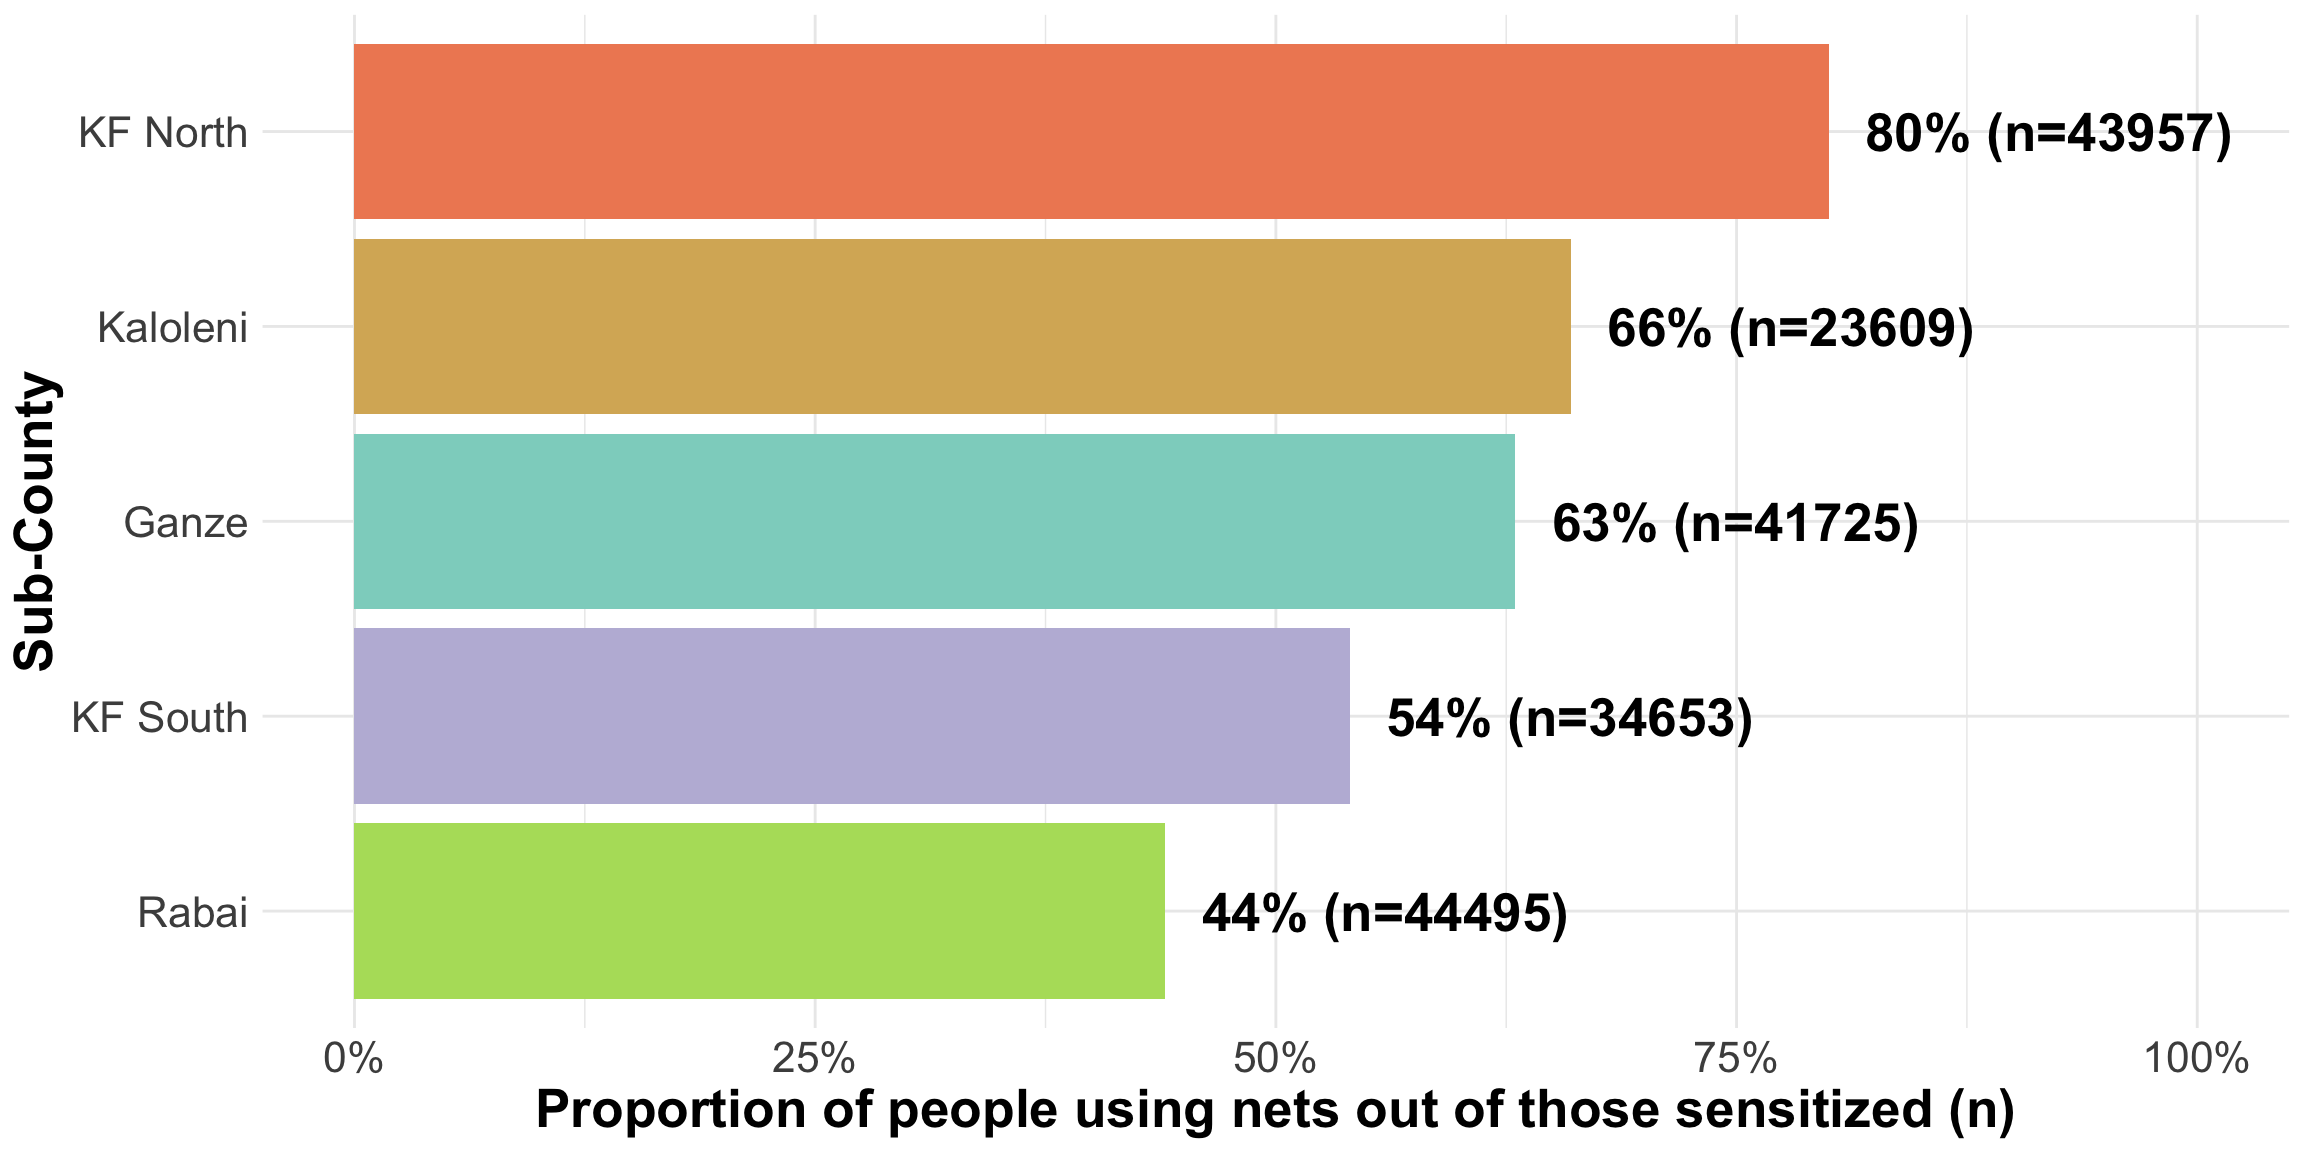 KF North
80% (n=43957)
Kaloleni
66% (n=23609)
Ganze
63% (n=41725)
KF South
54% (n=34653)
Rabai
44% (n=44495)
Sub-County
0% 25% 50% 75% 100%
Proportion of people using nets out of those sensitized (n)